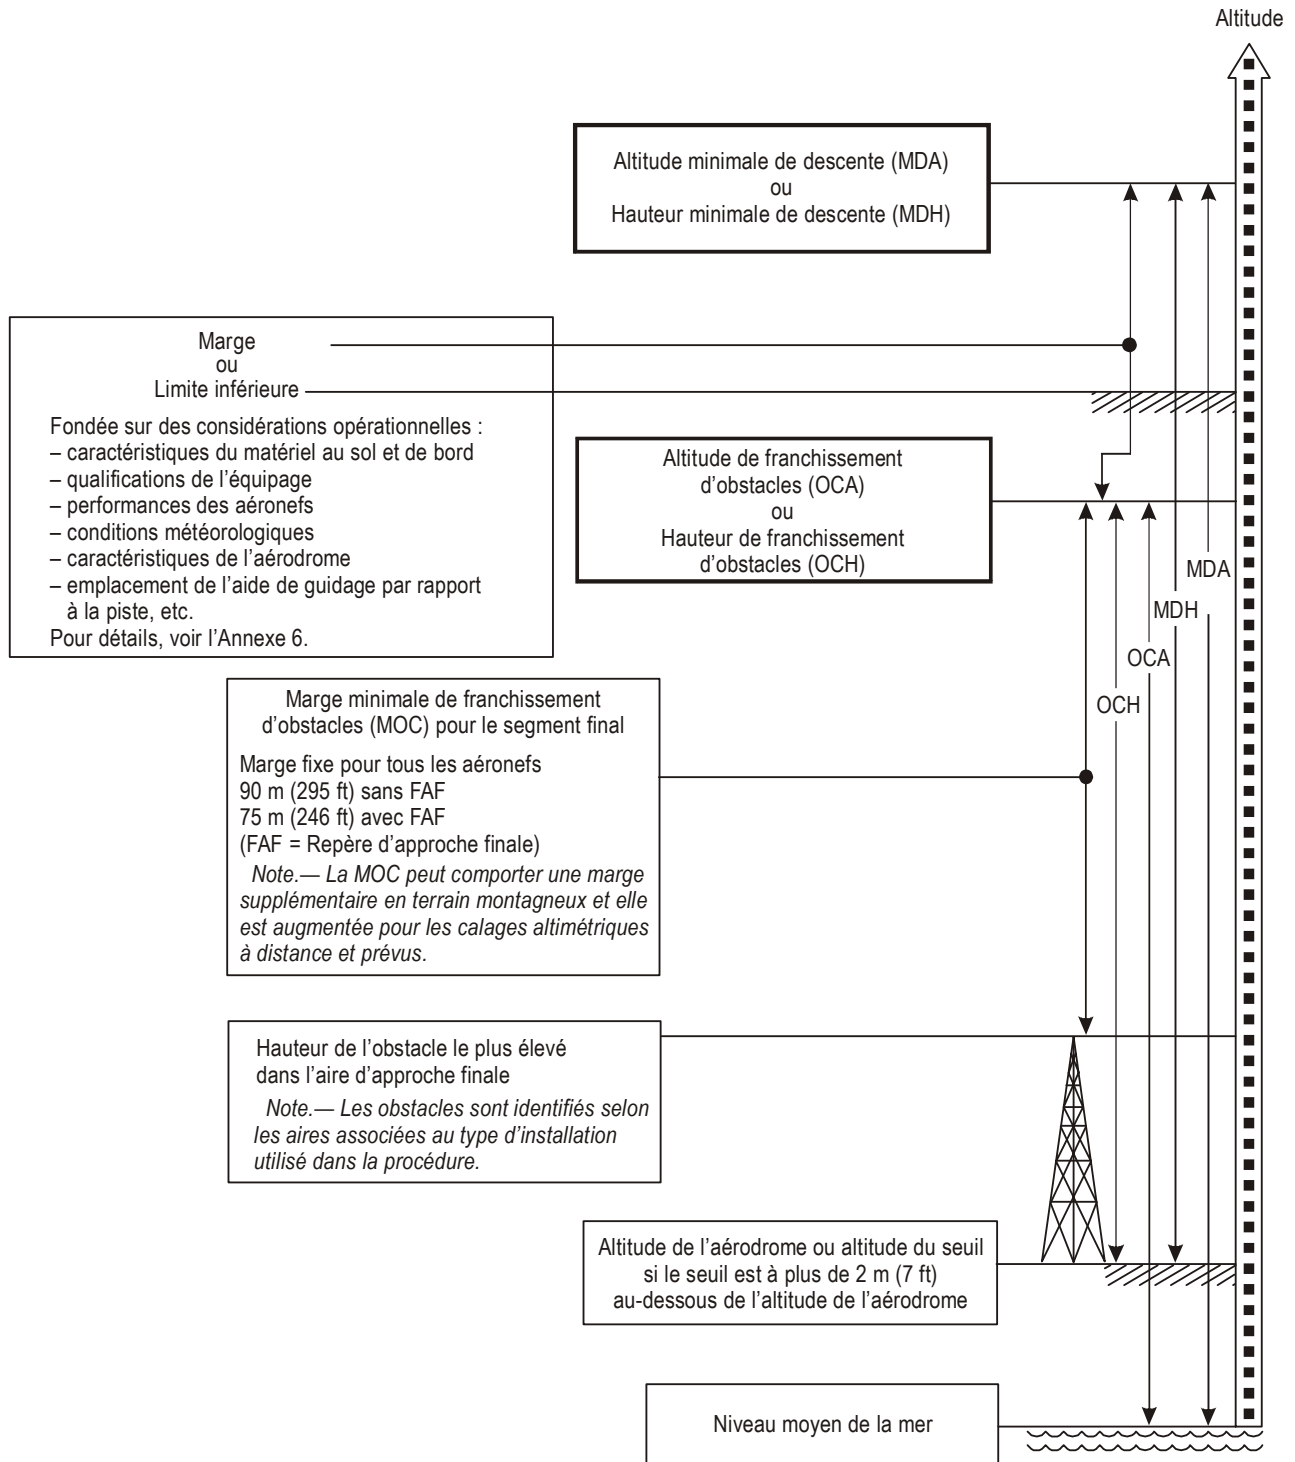 Altitude
Altitude minimale de descente (MDA)
ou
Hauteur minimale de descente (MDH)
Marge
ou
Limite inférieure
Fondée sur des considérations opérationnelles :
– caractéristiques du matériel au sol et de bord
– qualifications de l’équipage
– performances des aéronefs
– conditions météorologiques
– caractéristiques de l’aérodrome
– emplacement de l’aide de guidage par rapport
à la piste, etc.
Pour détails, voir l’Annexe 6.
Altitude de franchissement
d’obstacles (OCA)
ou
Hauteur de franchissement
d’obstacles (OCH)
MDA
MDH
OCA
OCH
Marge minimale de franchissement
d’obstacles (MOC) pour le segment final
Marge fixe pour tous les aéronefs
90 m (295 ft) sans FAF
75 m (246 ft) avec FAF
(FAF = Repère d’approche finale)
Note.— La MOC peut comporter une marge
supplémentaire en terrain montagneux et elle
est augmentée pour les calages altimétriques
à distance et prévus.
Hauteur de l’obstacle le plus élevé
dans l’aire d’approche finale
Note.— Les obstacles sont identifiés selon
les aires associées au type d’installation
utilisé dans la procédure.
Altitude de l’aérodrome ou altitude du seuil
si le seuil est à plus de 2 m (7 ft)
au-dessous de l’altitude de l’aérodrome
Niveau moyen de la mer